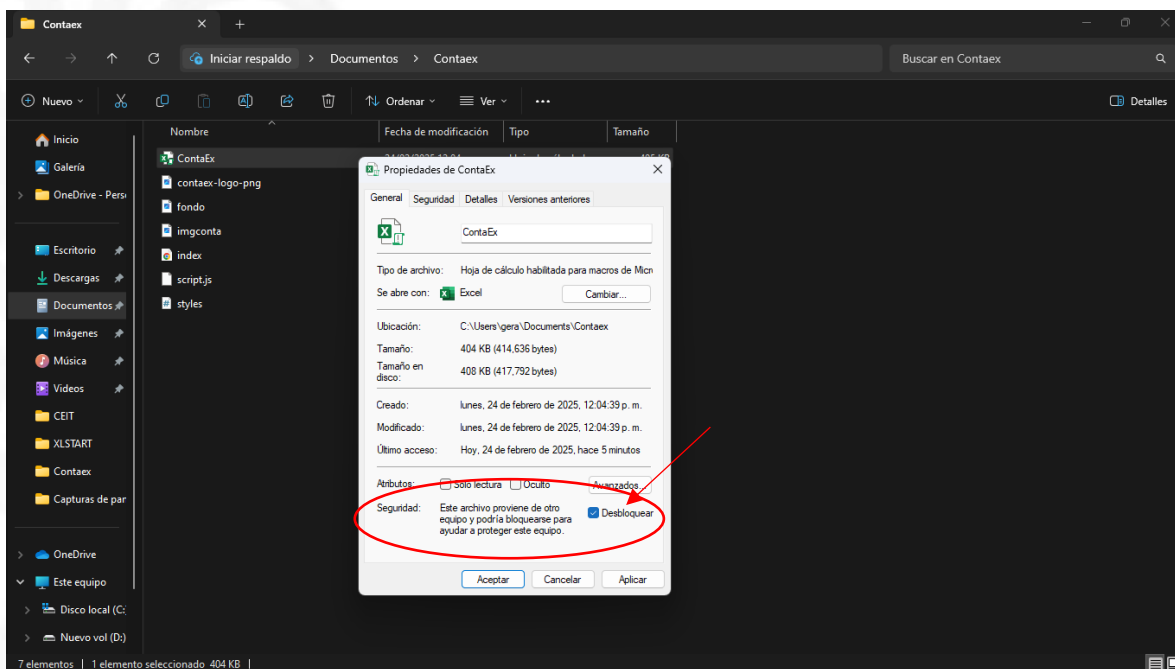 Contaex
Iniciar respaldo > Documentos > Contaex
Buscar en Contaex
Nuevo
Ordenar
Ver
Detalles
Inicio
Galería
OneDrive - Pers
Escritorio
Descargas
Documentos
Imágenes
Música
Videos
CEIT
XLSTART
Contaex
Capturas de par
OneDrive
Este equipo
Disco local (C:
Nuevo vol (D:)
Nombre
Fecha de modificación
Tipo
Tamaño
ContaEx
contaex-logo-png
fondo
imgconta
index
script.js
styles
Propiedades de ContaEx
General Seguridad Detalles Versiones anteriores
ContaEx
Tipo de archivo: Hoja de cálculo habilitada para macros de Micr
Se abre con: Excel Cambiar...
Ubicación: C:\Users\gera\Documents\Contaex
Tamaño: 404 KB (414,636 bytes)
Tamaño en
disco: 408 KB (417,792 bytes)
Creado: lunes, 24 de febrero de 2025, 12:04:39 p. m.
Modificado: lunes, 24 de febrero de 2025, 12:04:39 p. m.
Último acceso: Hoy, 24 de febrero de 2025, hace 5 minutos
Atributos: Sólo lectura Oculto Avanzados...
Seguridad: Este archivo proviene de otro
equipo y podría bloquearse para
ayudar a proteger este equipo.
Desbloquear
Aceptar Cancelar Aplicar
7 elementos | 1 elemento seleccionado 404 KB |